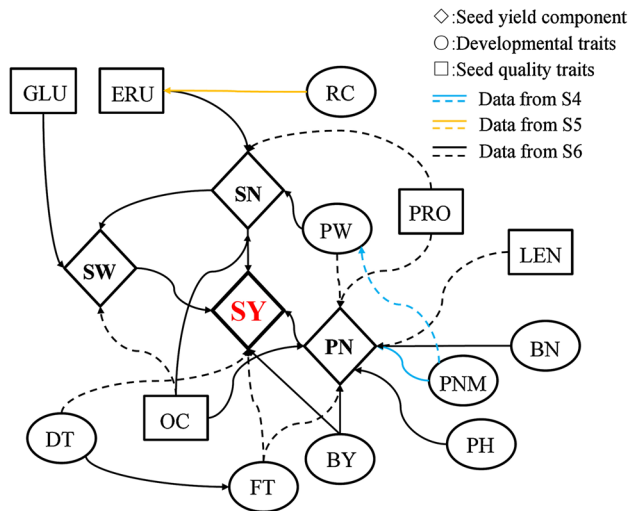 ◇:Seed yield component
○:Developmental traits
□:Seed quality traits
Data from S4
Data from S5
Data from S6
GLU
ERU
RC
SN
PW
PRO
LEN
SW
SY
PN
BN
PNM
OC
DT
BY
PH
FT